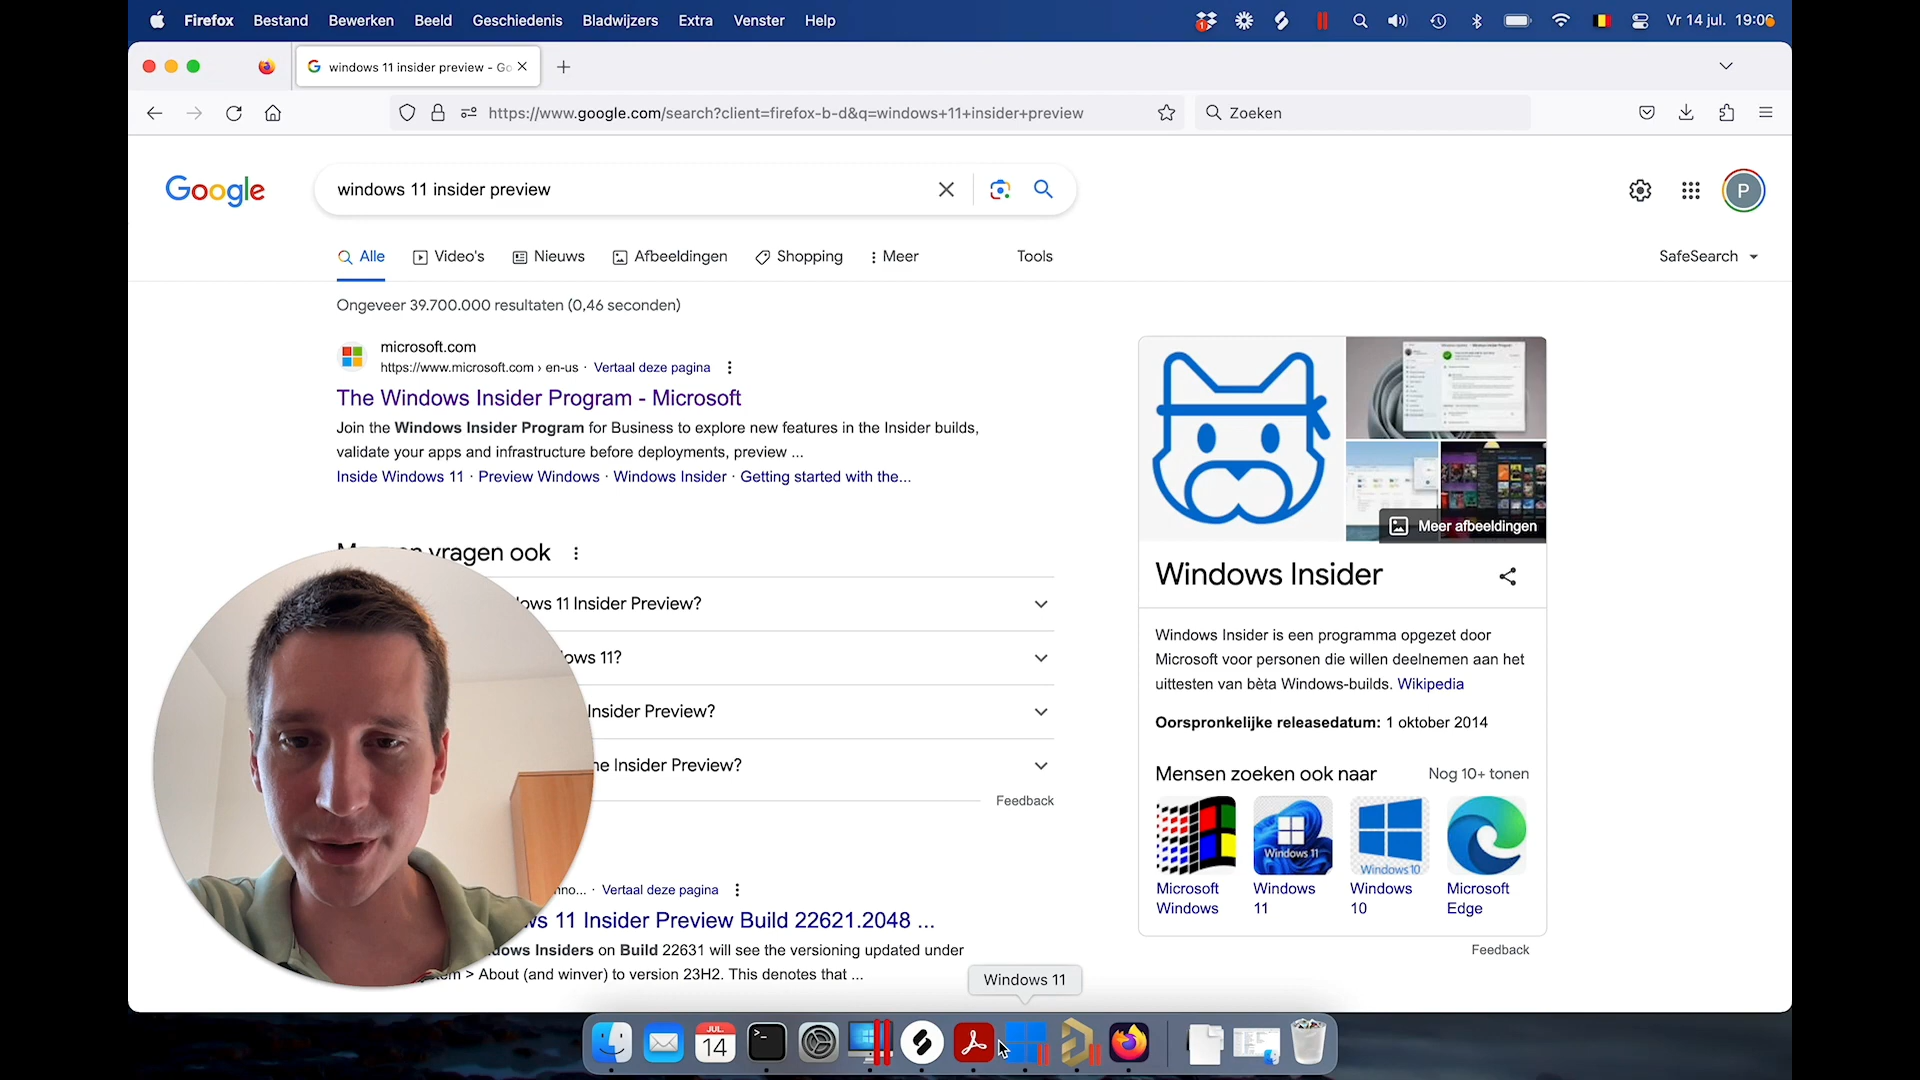 Firefox Bestand Bewerken Beeld Geschiedenis Bladwijzers Extra Venster Help
1
Vr 14 jul. 19:06
windows 11 insider preview - Go
https://www.google.com/search?client=firefox-b-d&q=windows+11+insider+preview
Zoeken
Google
windows 11 insider preview
P
Alle Video's Nieuws Afbeeldingen Shopping Meer Tools
SafeSearch
Ongeveer 39.700.000 resultaten (0,46 seconden)
microsoft.com
https://www.microsoft.com › en-us · Vertaal deze pagina
The Windows Insider Program - Microsoft
Join the Windows Insider Program for Business to explore new features in the Insider builds,
validate your apps and infrastructure before deployments, preview ...
Inside Windows 11 · Preview Windows · Windows Insider · Getting started with the...
vragen ook
ows 11 Insider Preview?
ows 11?
Insider Preview?
he Insider Preview?
Feedback
nno... · Vertaal deze pagina
ws 11 Insider Preview Build 22621.2048 ...
dows Insiders on Build 22631 will see the versioning updated under
em > About (and winver) to version 23H2. This denotes that ...
Meer afbeeldingen
Windows Insider
Windows Insider is een programma opgezet door
Microsoft voor personen die willen deelnemen aan het
uittesten van bèta Windows-builds. Wikipedia
Oorspronkelijke releasedatum: 1 oktober 2014
Mensen zoeken ook naar
Nog 10+ tonen
Windows 11
Windows10
Microsoft
Windows
Windows
11
Windows
10
Microsoft
Edge
Feedback
Windows 11
JUL.
14